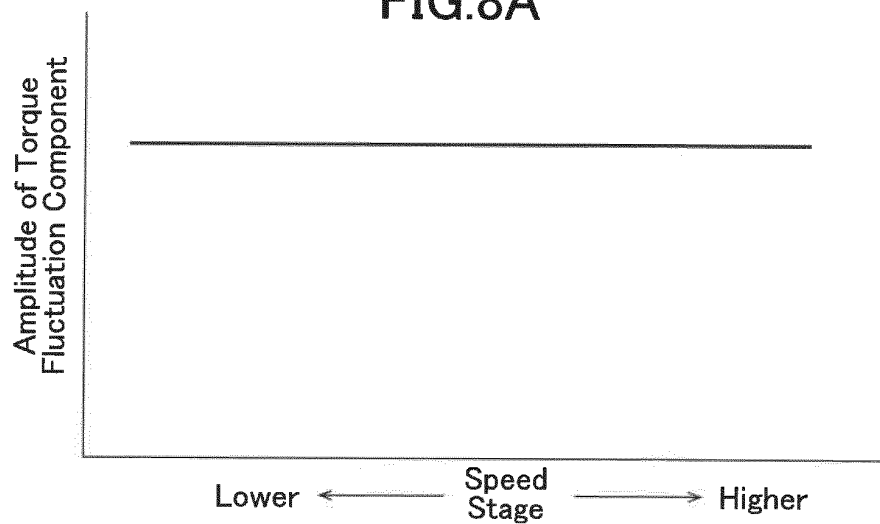 FIG.8A
Amplitude of Torque
Fluctuation Component
Lower
Speed
Stage
Higher